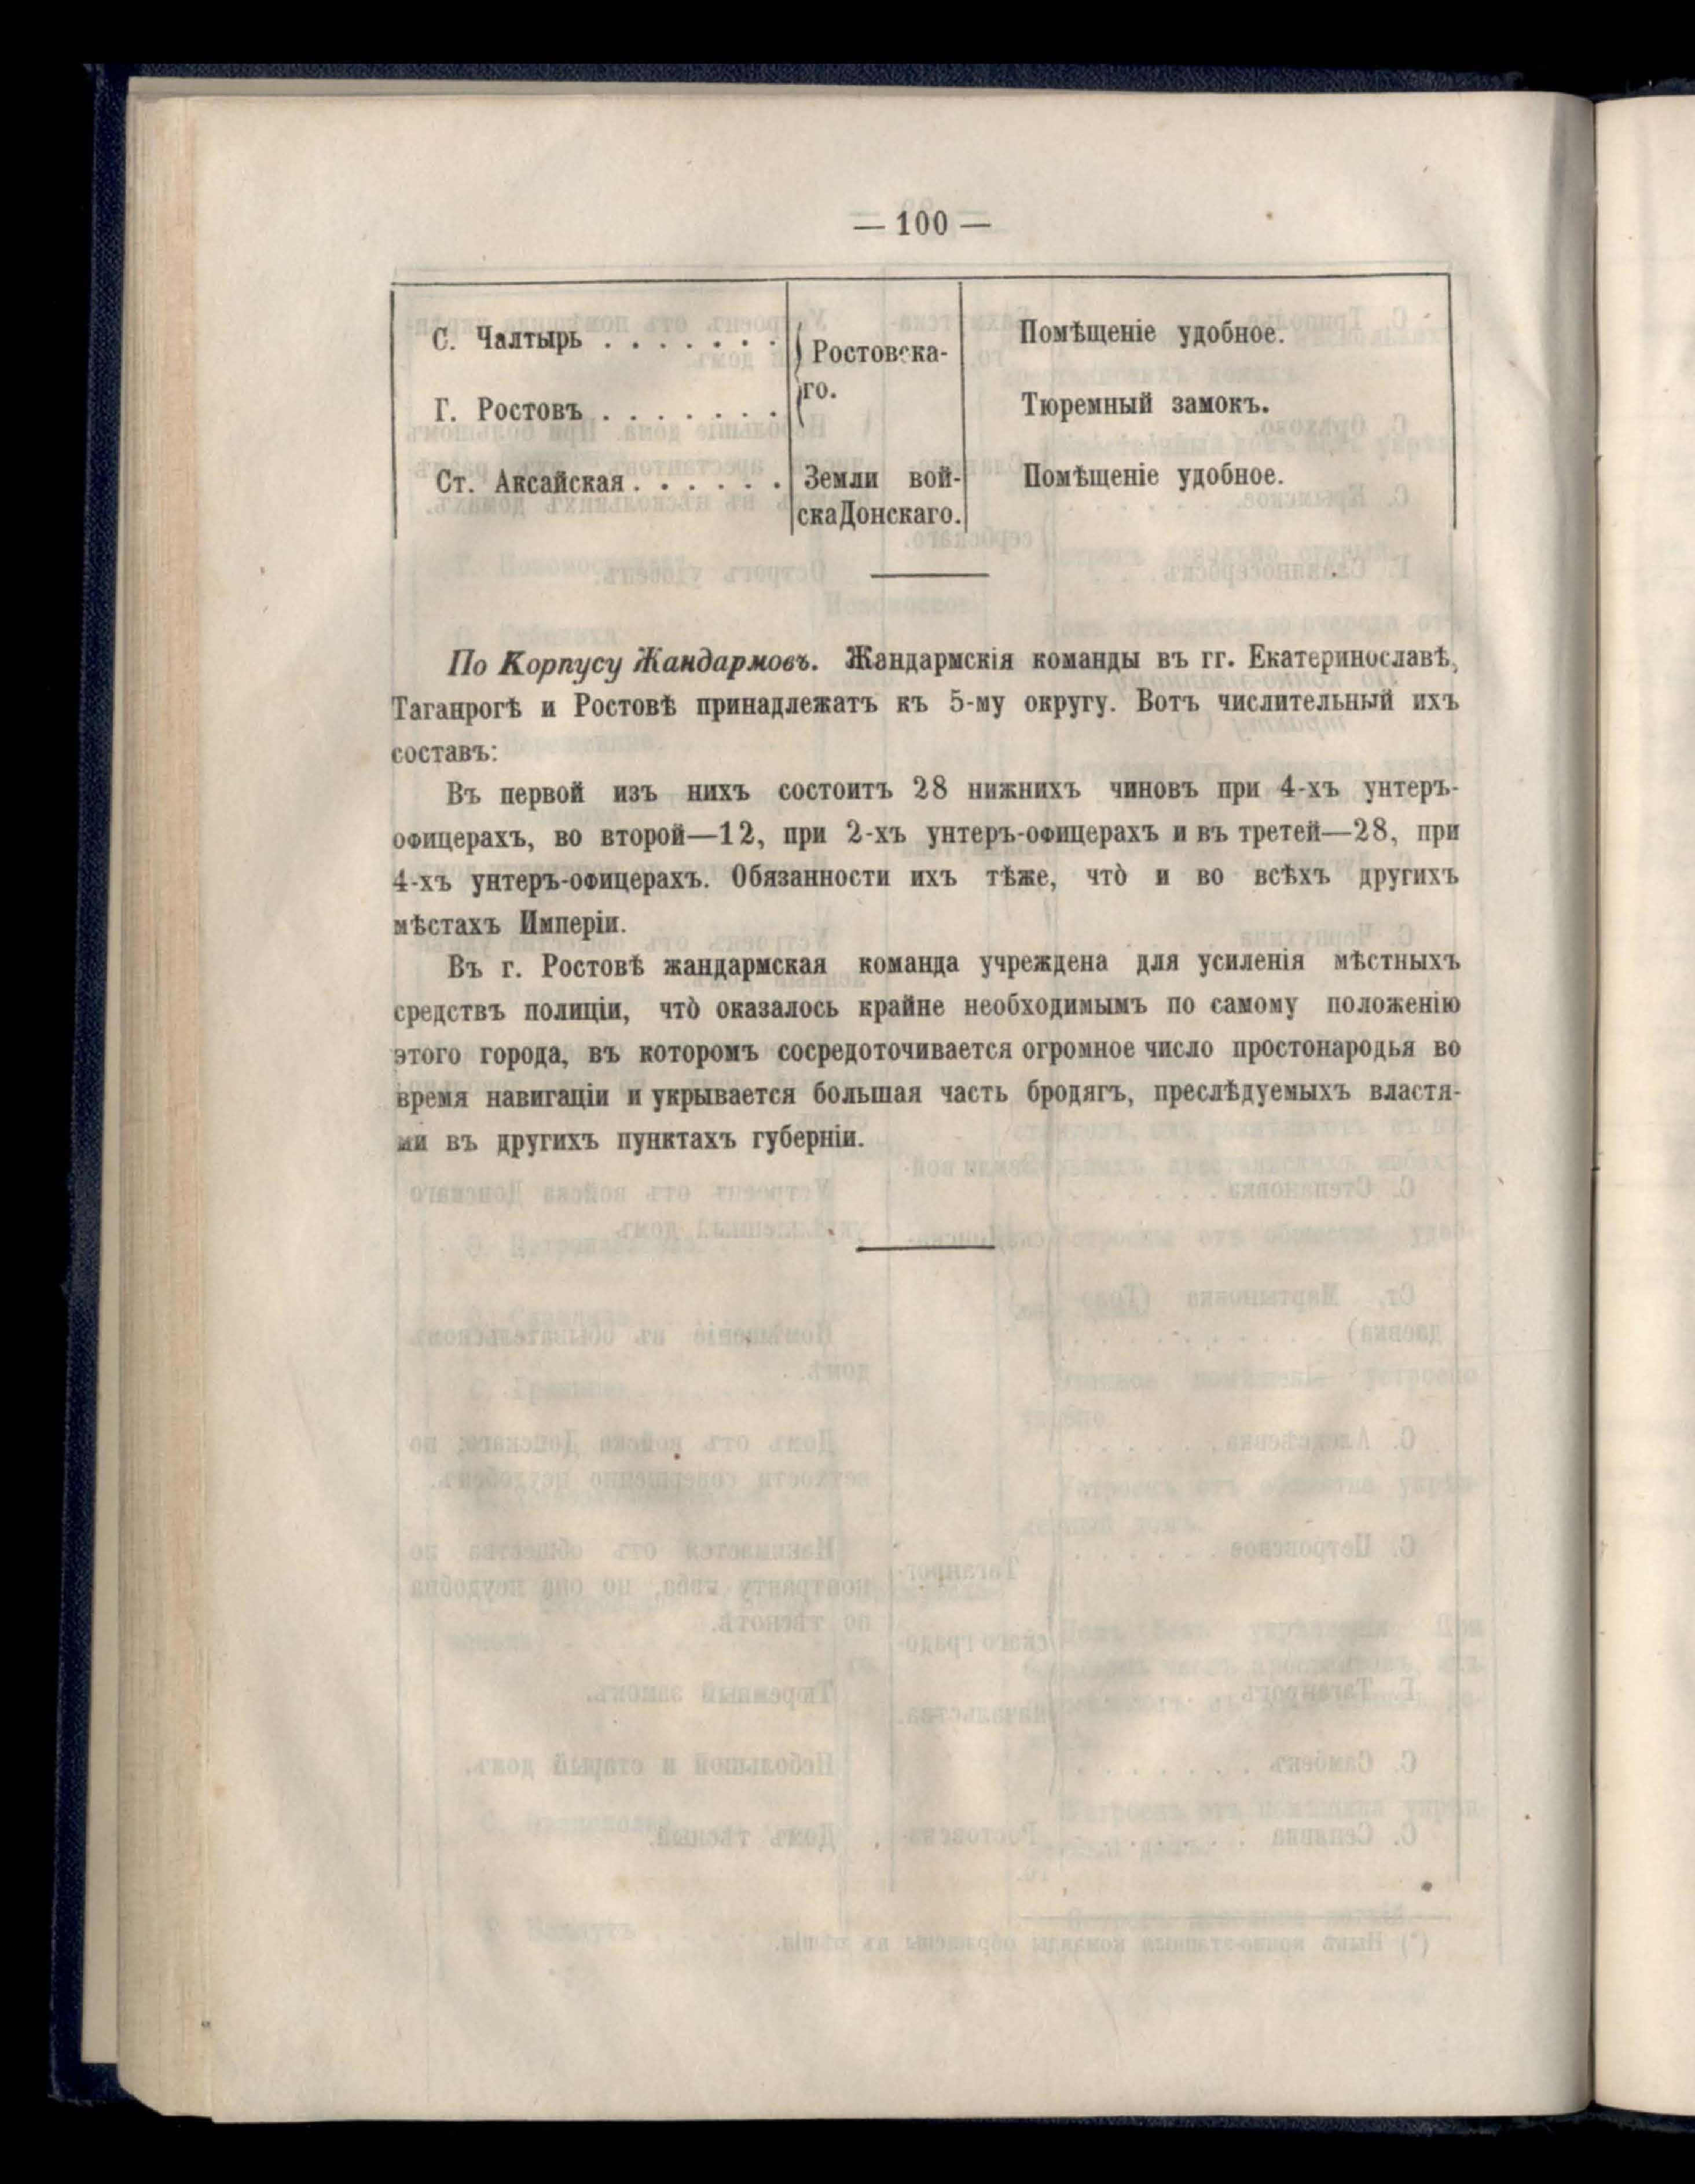 — 100 —
С. Чалтырь . . . . . . . Ростовска- Помѣщеніе удобное.
го.
Г. Ростовъ . . . . . . . Тюремный замокъ.
Ст. Аксайская . . . . . . Земли вой- Помѣщеніе удобное.
ска Донскаго.
По Корпусу Жандармовъ. Жандармскія команды въ гг. Екатеринославѣ,
Таганрогѣ и Ростовѣ принадлежатъ къ 5-му округу. Вотъ числительный ихъ
составъ:
Въ первой изъ нихъ состоитъ 28 нижнихъ чиновъ при 4-хъ унтеръ-
офицерахъ, во второй—12, при 2-хъ унтеръ-офицерахъ и въ третей—28, при
4-хъ унтеръ-офицерахъ. Обязанности ихъ тѣже, что̀ и во всѣхъ другихъ
мѣстахъ Имперіи.
Въ г. Ростовѣ жандармская команда учреждена для усиленія мѣстныхъ
средствъ полиціи, что̀ оказалось крайне необходимымъ по самому положенію
этого города, въ которомъ сосредоточивается огромное число простонародья во
время навигаціи и укрывается большая часть бродягъ, преслѣдуемыхъ властя-
ми въ другихъ пунктахъ губерніи.